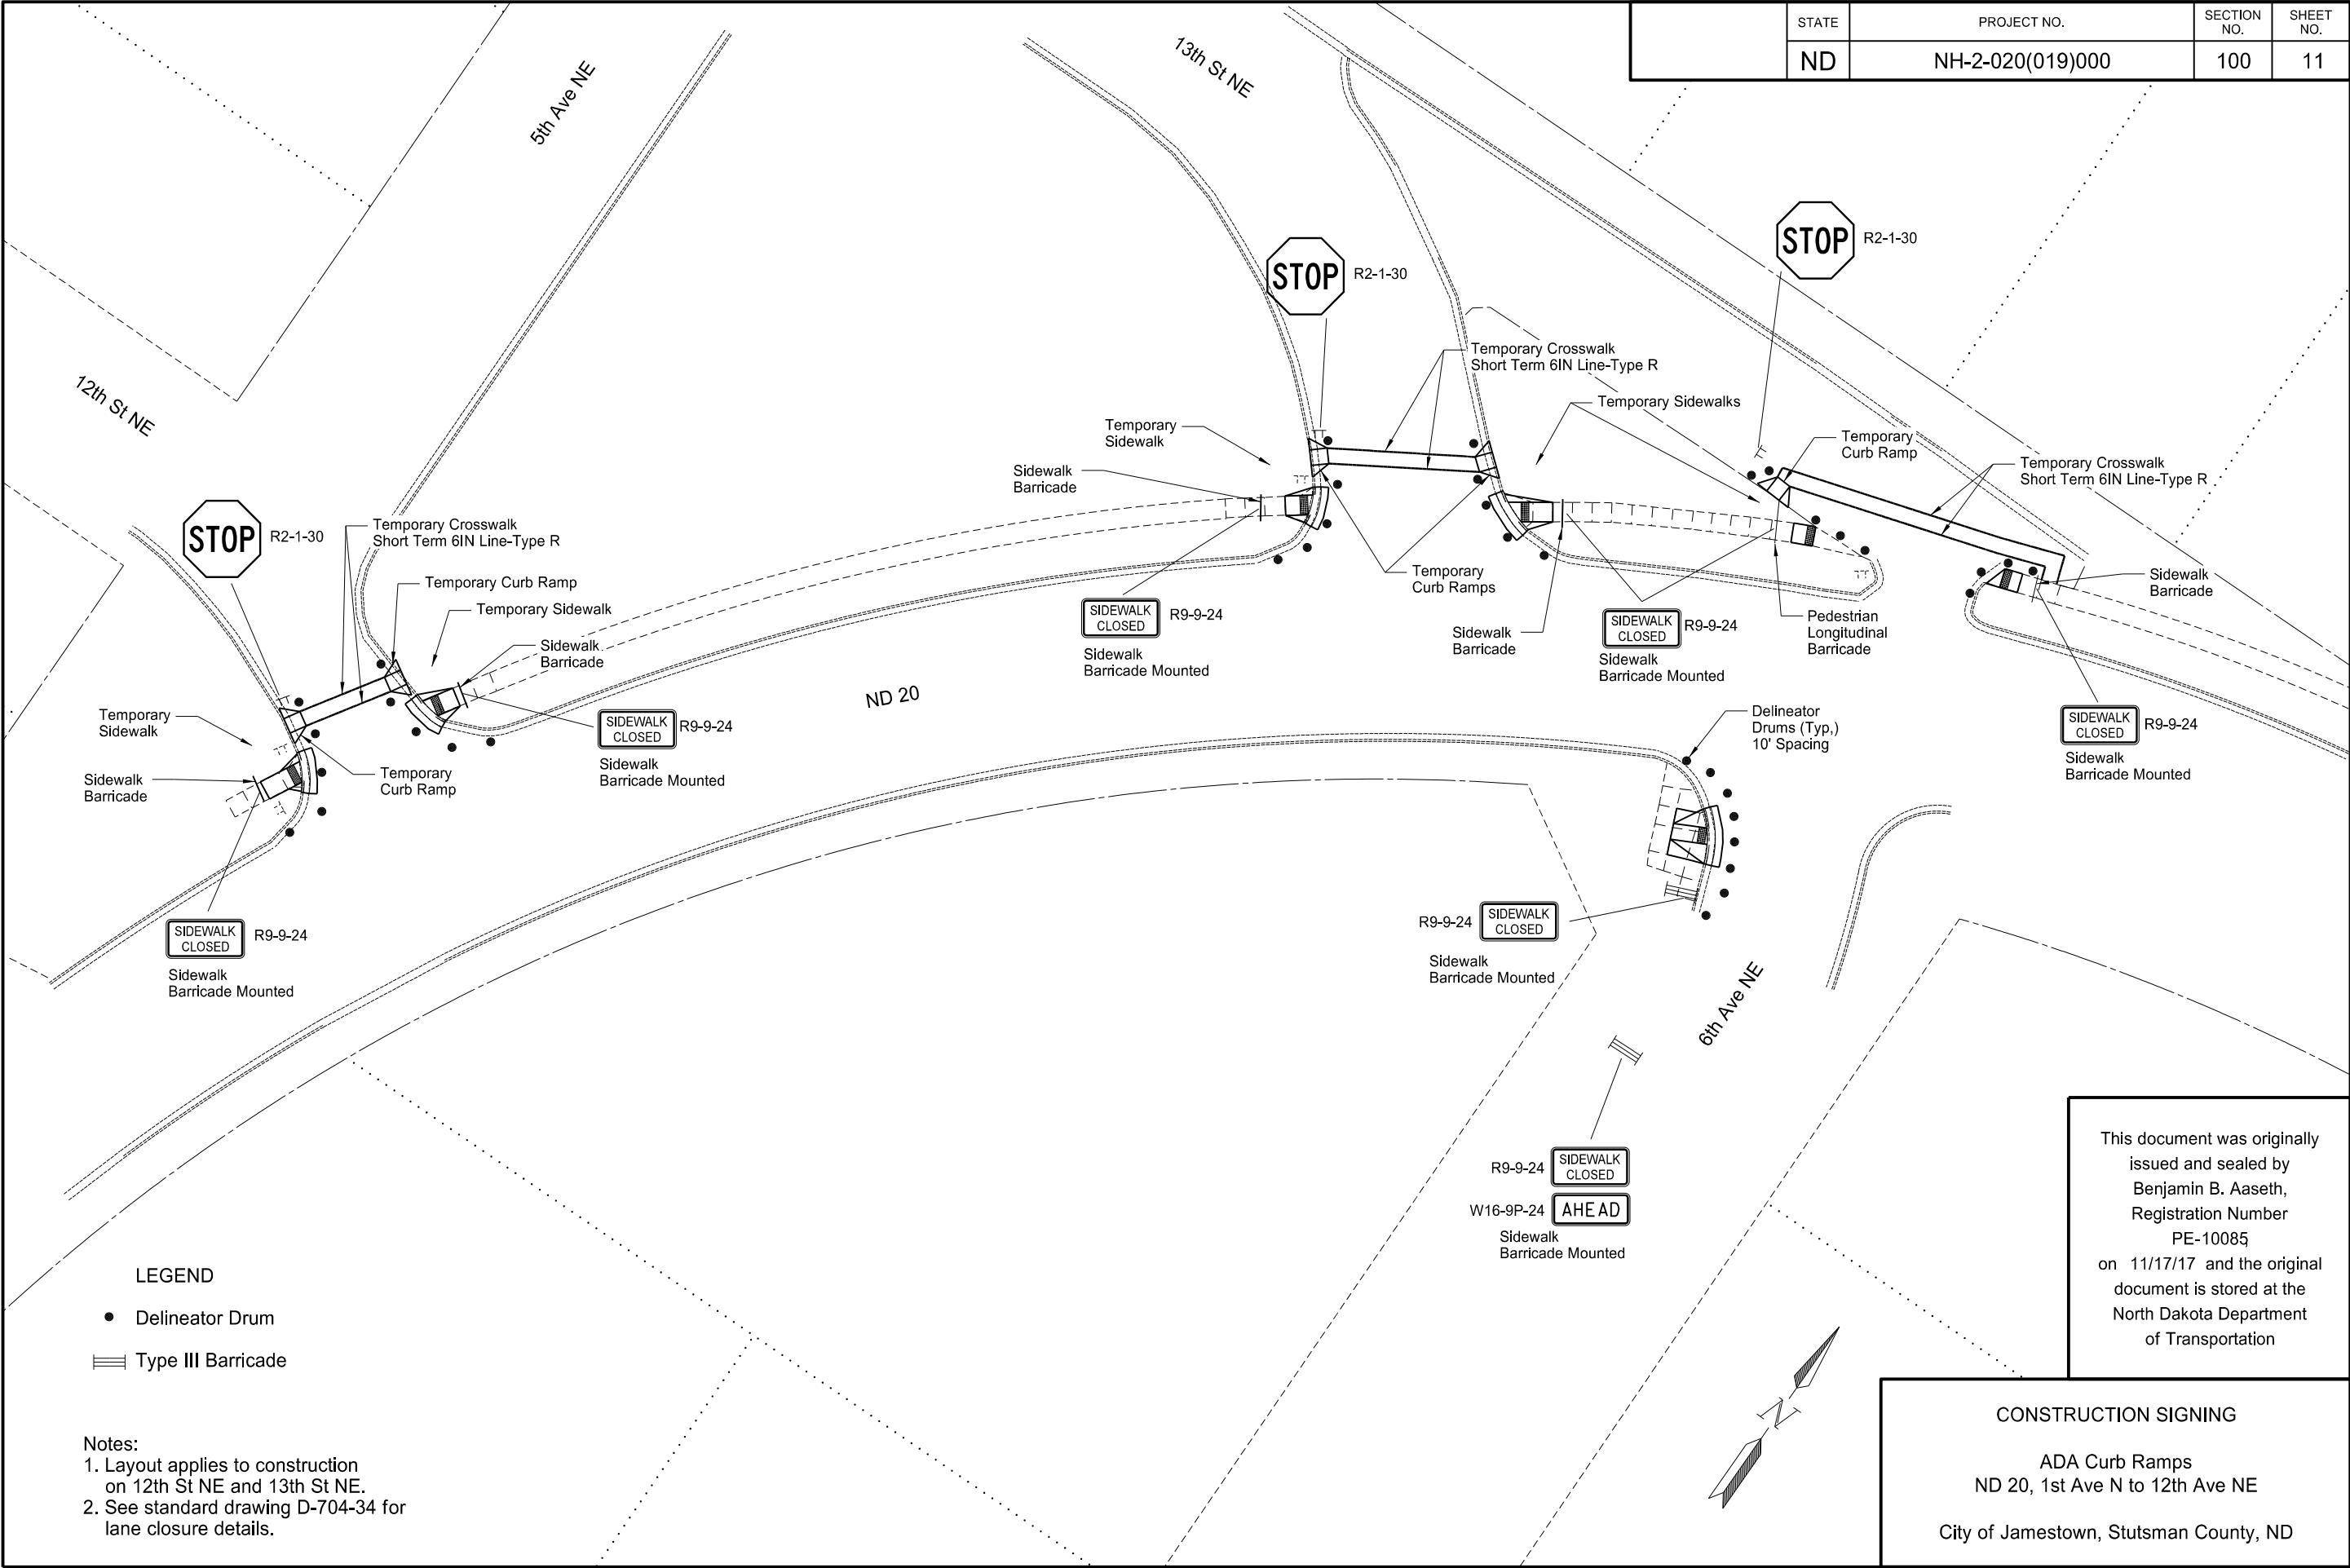 STATE
PROJECT NO.
SECTION
NO.
SHEET
NO.
ND
NH-2-020(019)000
100
11
13th St NE
5th Ave NE
12th St NE
STOP
R2-1-30
STOP
R2-1-30
STOP
R2-1-30
Temporary Crosswalk
Short Term 6IN Line-Type R
Temporary Sidewalks
Temporary
Sidewalk
Temporary
Curb Ramp
Temporary Crosswalk
Short Term 6IN Line-Type R
Sidewalk
Barricade
Temporary Crosswalk
Short Term 6IN Line-Type R
Temporary Curb Ramp
Temporary Sidewalk
Sidewalk
Barricade
Temporary
Curb Ramps
SIDEWALK
CLOSED
R9-9-24
Sidewalk
Barricade Mounted
Sidewalk
Barricade
SIDEWALK
CLOSED
R9-9-24
Sidewalk
Barricade Mounted
Pedestrian
Longitudinal
Barricade
Sidewalk
Barricade
ND 20
Temporary
Sidewalk
SIDEWALK
CLOSED
R9-9-24
Sidewalk
Barricade Mounted
Delineator
Drums (Typ,)
10' Spacing
SIDEWALK
CLOSED
R9-9-24
Sidewalk
Barricade Mounted
Sidewalk
Barricade
Temporary
Curb Ramp
SIDEWALK
CLOSED
R9-9-24
Sidewalk
Barricade Mounted
R9-9-24
SIDEWALK
CLOSED
Sidewalk
Barricade Mounted
6th Ave NE
R9-9-24
SIDEWALK
CLOSED
W16-9P-24
AHEAD
Sidewalk
Barricade Mounted
This document was originally
issued and sealed by
Benjamin B. Aaseth,
Registration Number
PE-10085,
on 11/17/17 and the original
document is stored at the
North Dakota Department
of Transportation
LEGEND
Delineator Drum
Type III Barricade
N
Notes:
1. Layout applies to construction
on 12th St NE and 13th St NE.
2. See standard drawing D-704-34 for
lane closure details.
CONSTRUCTION SIGNING
ADA Curb Ramps
ND 20, 1st Ave N to 12th Ave NE
City of Jamestown, Stutsman County, ND